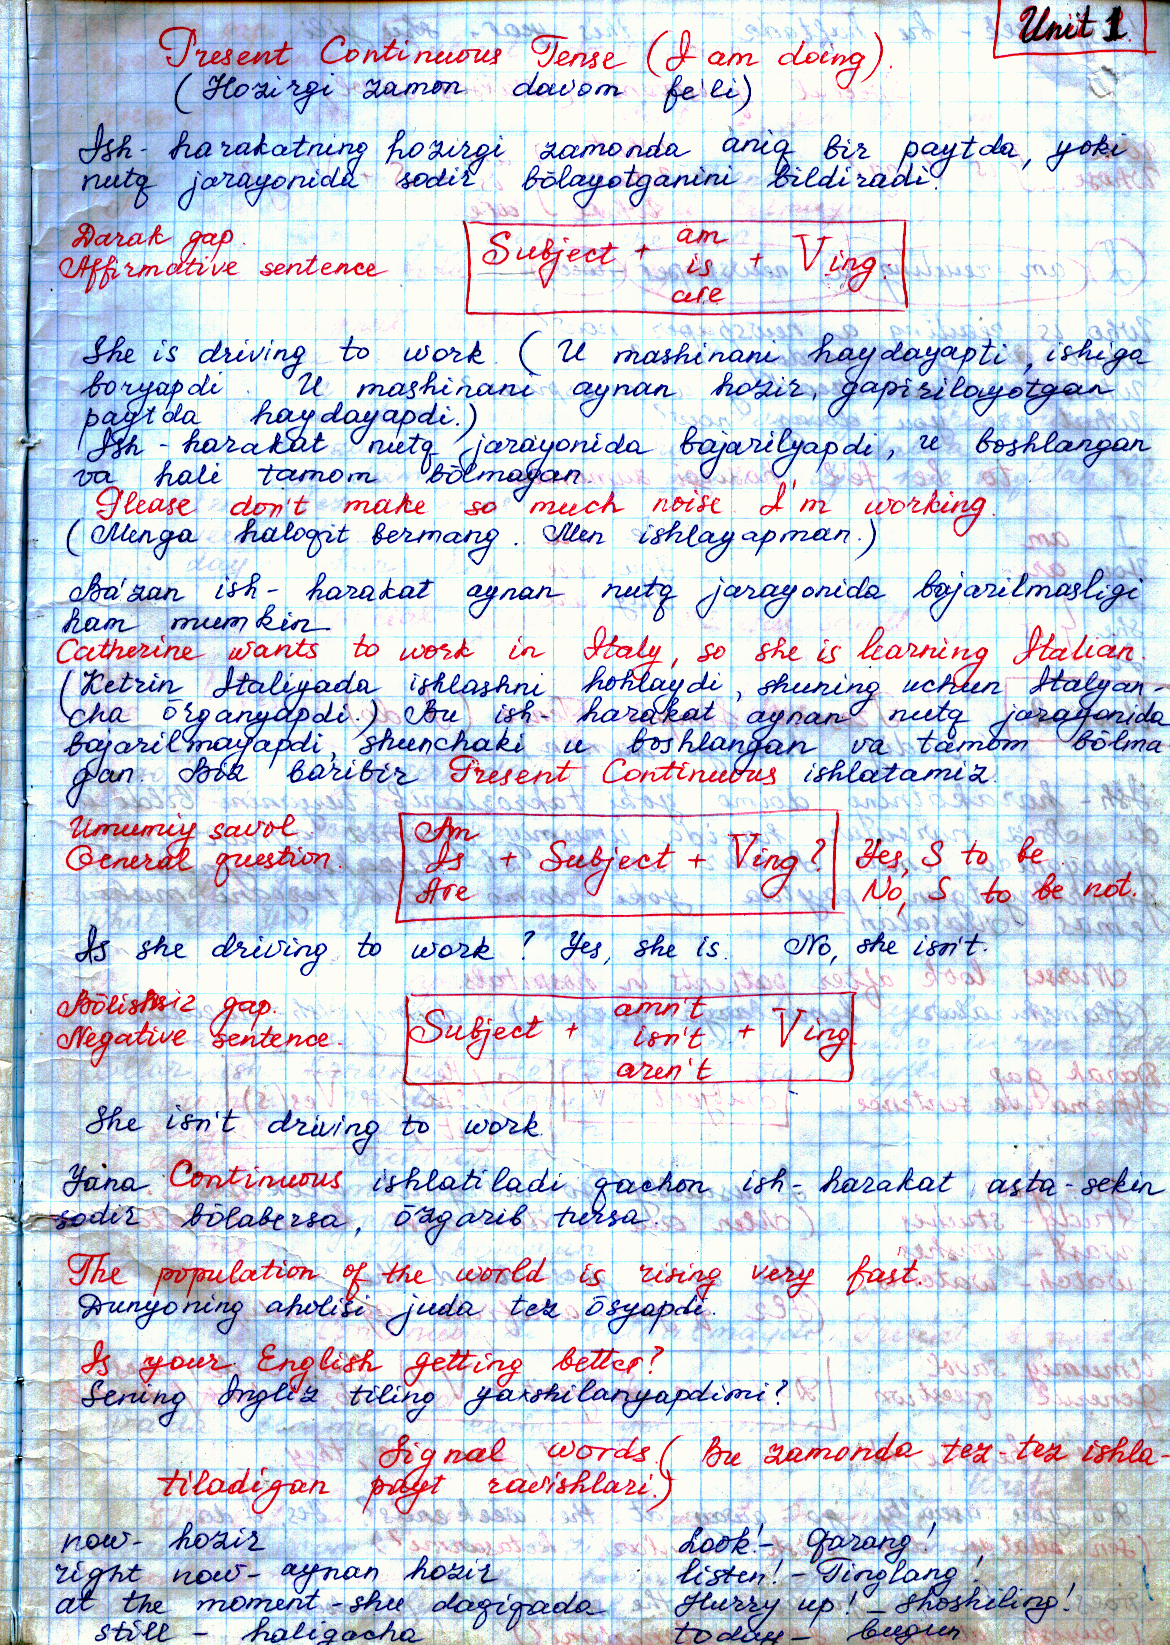 Unit 1.
Present Continuous Tense (I am doing).
(Hozirgi zamon davom fe'li)
Ish-harakatning hozirgi zamonda aniq bir paytda, yoki
nutq jarayonida sodir bōlayotganini bildiradi.
Darak gap.
Affirmative sentence
Subject + am is are + Ving.
She is driving to work. (U mashinani haydayapti, ishiga
boryapdi. U mashinani aynan hozir, gapirilayotgan
paytda haydayapdi.)
Ish-harakat nutq jarayonida bajarilyapdi, u boshlangan
va hali tamom bōlmagan
Please don't make so much noise. I'm working.
(Menga halaqit bermang. Men ishlayapman.)
Ba'zan ish-harakat aynan nutq jarayonida bajarilmasligi
ham mumkin
Catherine wants to work in Italy, so she is learning Italian.
(Ketrin Italiyada ishlashni hohlaydi, shuning uchun Italyan-
cha ōrganyapdi.) Bu ish-harakat aynan nutq jarayonida
bajarilmayapdi, shunchaki u boshlangan va tamom bōlma
gan. Biz baribir Present Continuous ishlatamiz.
Umumiy savol.
General question.
Am Is Are + Subject + Ving?
Yes, S to be.
No, S to be not.
Is she driving to work? Yes, she is. No, she isn't.
Bōlishsiz gap.
Negative sentence.
Subject + amn't isn't aren't + Ving
She isn't driving to work.
Yana Continuous ishlatiladi qachon ish-harakat asta-sekin
sodir bōlabersa, ōzgarib tursa.
The population of the world is rising very fast.
Dunyoning aholisi juda tez ōsyapdi.
Is your English getting better?
Sening Ingliz tiling yaxshilanyapdimi?
Signal words. (Bu zamonda tez-tez ishla-
tiladigan payt ravishlari.)
now - hozir
right now - aynan hozir
at the moment - shu daqiqada
still - haligacha
Look! - Qarang!
listen! - Tinglang!
Hurry up! - Shoshiling!
today - bugun